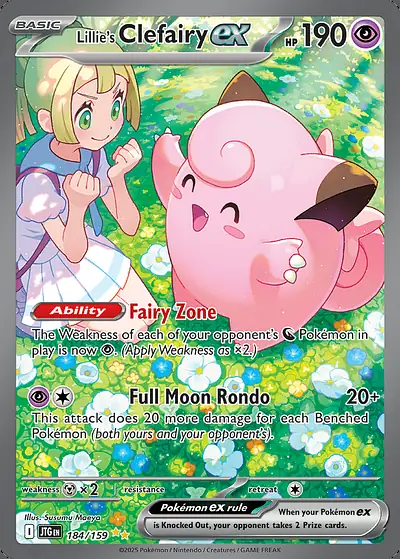 BASIC
Lillie's Clefairy ex HP 190
Ability Fairy Zone
The Weakness of each of your opponent's Pokémon in
play is now . (Apply Weakness as ×2.)
Full Moon Rondo 20+
This attack does 20 more damage for each Benched
Pokémon (both yours and your opponent's).
weakness ×2 resistance retreat
Illus. Susumu Maeya
I JTG EN 184/159
Pokémon ex rule When your Pokémon ex
is Knocked Out, your opponent takes 2 Prize cards.
©2025 Pokémon / Nintendo / Creatures / GAME FREAK